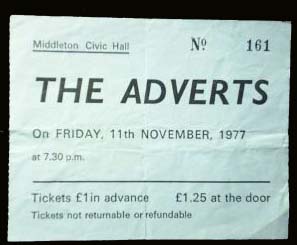 Middleton Civic Hall Nº 161
THE ADVERTS
On FRIDAY, 11th NOVEMBER, 1977
at 7.30 p.m.
Tickets £1 in advance £1.25 at the door
Tickets not returnable or refundable